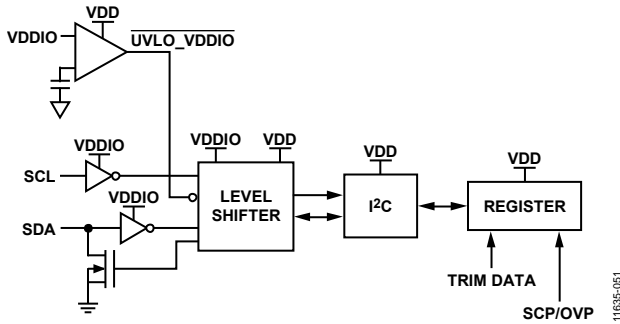 VDD
VDDIO
UVLO_VDDIO
VDDIO
VDDIO
VDD
VDD
VDD
SCL
VDDIO
LEVEL
SHIFTER
I²C
REGISTER
SDA
TRIM DATA
SCP/OVP
11635-051